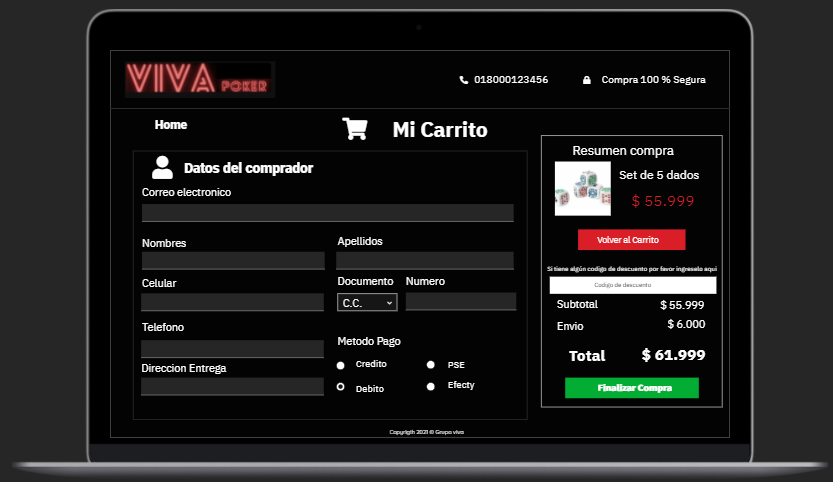 VIVA POKER
018000123456
Compra 100 % Segura
Home
Mi Carrito
Datos del comprador
Correo electronico
Nombres
Apellidos
Celular
Documento
Numero
C.C.
Telefono
Metodo Pago
Credito
PSE
Debito
Efecty
Direccion Entrega
Resumen compra
Set de 5 dados
$ 55.999
Volver al Carrito
Si tiene algún codigo de descuento por favor ingreselo aqui
Codigo de descuento
Subtotal $ 55.999
Envio $ 6.000
Total $ 61.999
Finalizar Compra
Copyrigth 2021 © Grupo viva